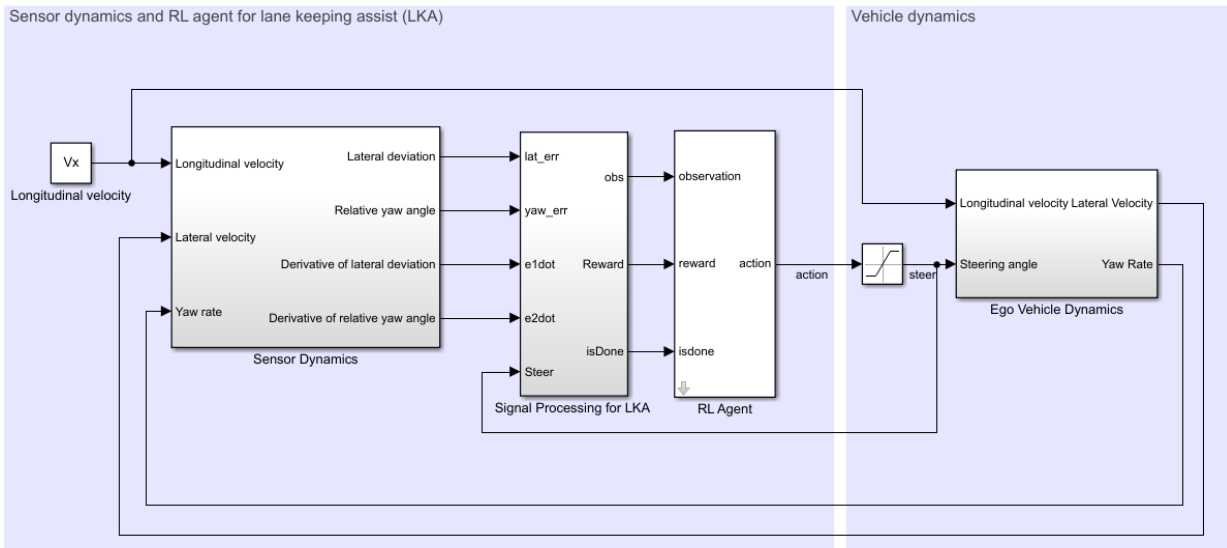 Sensor dynamics and RL agent for lane keeping assist (LKA)
Vehicle dynamics
Vx
Longitudinal velocity
Longitudinal velocity
Lateral velocity
Yaw rate
Lateral deviation
Relative yaw angle
Derivative of lateral deviation
Derivative of relative yaw angle
Sensor Dynamics
lat_err
yaw_err
e1dot
e2dot
Steer
obs
Reward
isDone
Signal Processing for LKA
observation
reward
isdone
action
RL Agent
action
steer
Longitudinal velocity
Steering angle
Lateral Velocity
Yaw Rate
Ego Vehicle Dynamics